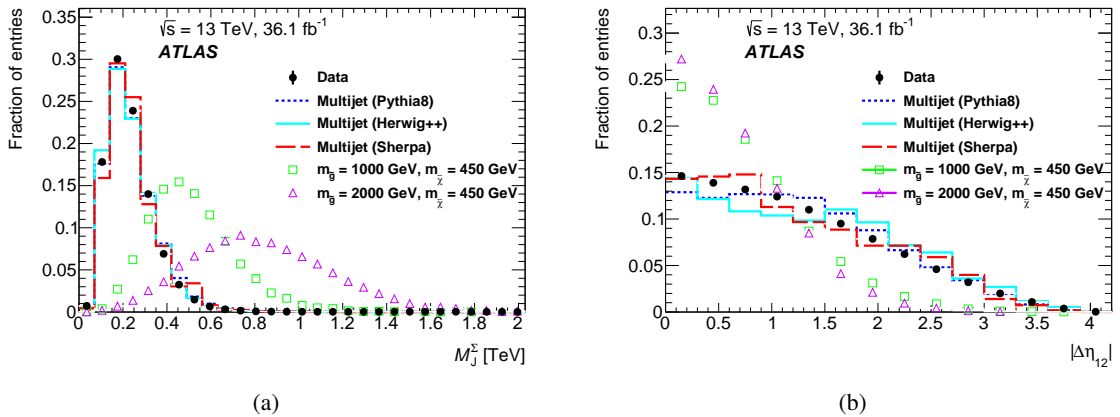 √s = 13 TeV, 36.1 fb⁻¹
ATLAS
Data
Multijet (Pythia8)
Multijet (Herwig++)
Multijet (Sherpa)
m_g̃ = 1000 GeV, m_χ̃ = 450 GeV
m_g̃ = 2000 GeV, m_χ̃ = 450 GeV
Fraction of entries
0.3
0.25
0.2
0.15
0.1
0.05
0
0 0.2 0.4 0.6 0.8 1 1.2 1.4 1.6 1.8 2
M_J^Σ [TeV]
(a)
√s = 13 TeV, 36.1 fb⁻¹
ATLAS
Data
Multijet (Pythia8)
Multijet (Herwig++)
Multijet (Sherpa)
m_g̃ = 1000 GeV, m_χ̃ = 450 GeV
m_g̃ = 2000 GeV, m_χ̃ = 450 GeV
Fraction of entries
0.3
0.25
0.2
0.15
0.1
0.05
0
0 0.5 1 1.5 2 2.5 3 3.5 4
|Δη₁₂|
(b)